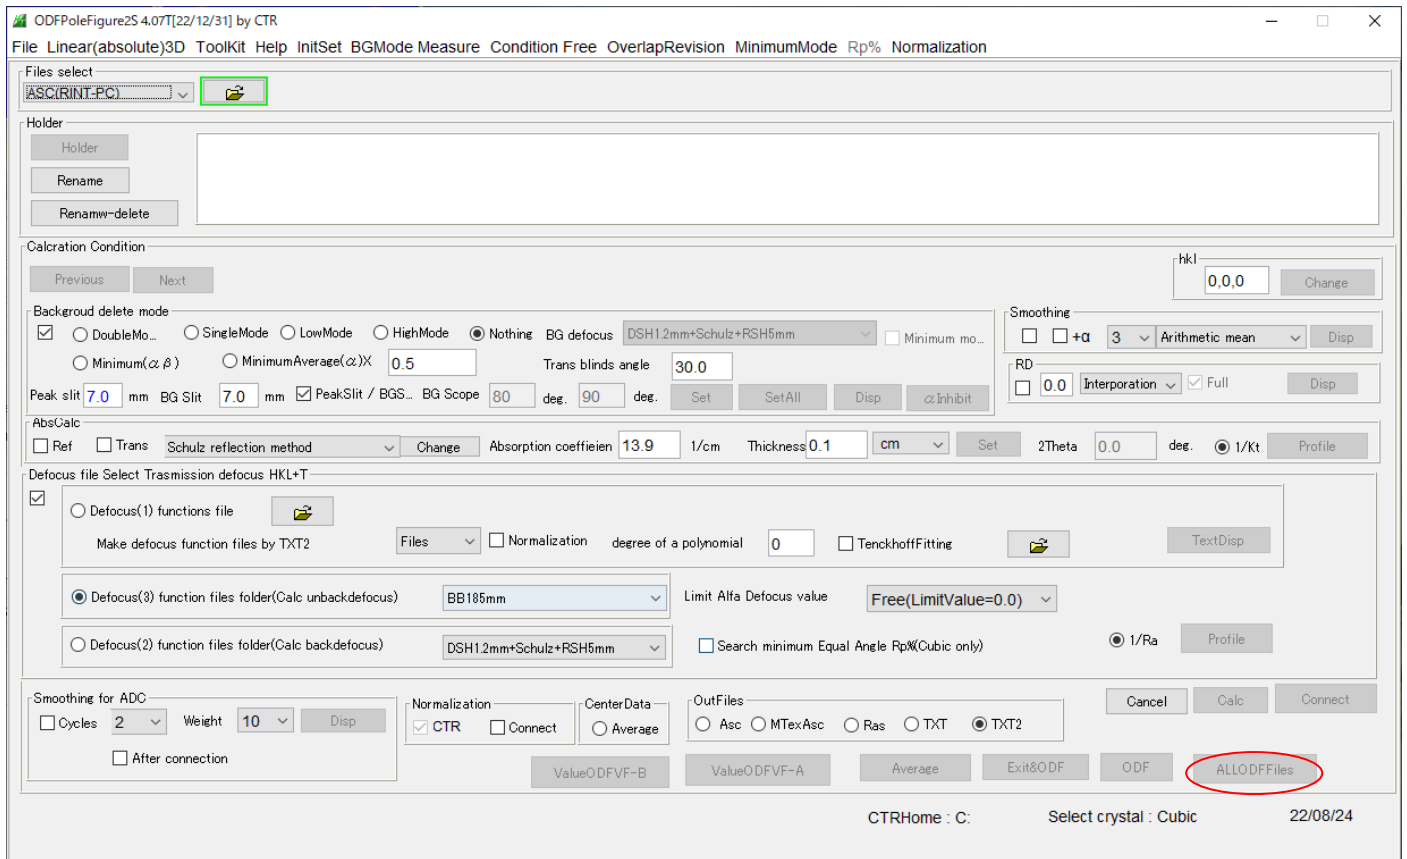 ODFPoleFigure2S 4.07T[22/12/31] by CTR
File Linear(absolute)3D ToolKit Help InitSet BGMode Measure Condition Free OverlapRevision MinimumMode Rp% Normalization
Files select
ASC(RINT-PC)
Holder
Holder
Rename
Renamw-delete
Calcration Condition
Previous Next
hkl
0,0,0 Change
Backgroud delete mode
DoubleMo... SingleMode LowMode HighMode Nothing BG defocus DSH1.2mm+Schulz+RSH5mm Minimum mo...
Minimum(α β) MinimumAverage(α)X 0.5 Trans blinds angle 30.0
Peak slit 7.0 mm BG Slit 7.0 mm PeakSlit / BGS... BG Scope 80 deg. 90 deg. Set SetAll Disp αInhibit
Smoothing
+α 3 Arithmetic mean Disp
RD
0.0 Interporation Full Disp
AbsCalc
Ref Trans Schulz reflection method Change Absorption coeffieien 13.9 1/cm Thickness 0.1 cm Set 2Theta 0.0 deg. 1/Kt Profile
Defocus file Select Trasmission defocus HKL+T
Defocus(1) functions file
Make defocus function files by TXT2 Files Normalization degree of a polynomial 0 TenckhoffFitting TextDisp
Defocus(3) function files folder(Calc unbackdefocus) BB185mm Limit Alfa Defocus value Free(LimitValue=0.0)
Defocus(2) function files folder(Calc backdefocus) DSH1.2mm+Schulz+RSH5mm Search minimum Equal Angle Rp%(Cubic only) 1/Ra Profile
Smoothing for ADC
Cycles 2 Weight 10 Disp
After connection
Normalization
CTR Connect
CenterData
Average
OutFiles
Asc MTexAsc Ras TXT TXT2
Cancel Calc Connect
ValueODFVF-B ValueODFVF-A Average Exit&ODF ODF ALLODFFiles
CTRHome : C: Select crystal : Cubic 22/08/24